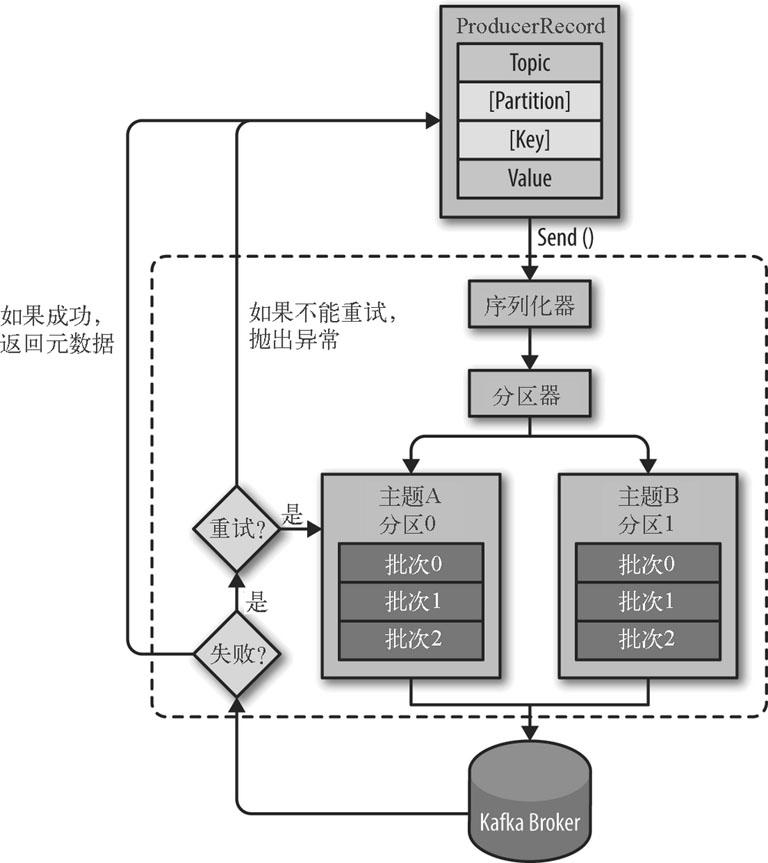 ProducerRecord
Topic
[Partition]
[Key]
Value
Send ()
如果成功，
返回元数据
如果不能重试，
抛出异常
序列化器
分区器
主题A
分区0
批次0
批次1
批次2
主题B
分区1
批次0
批次1
批次2
重试?
是
是
失败?
Kafka Broker